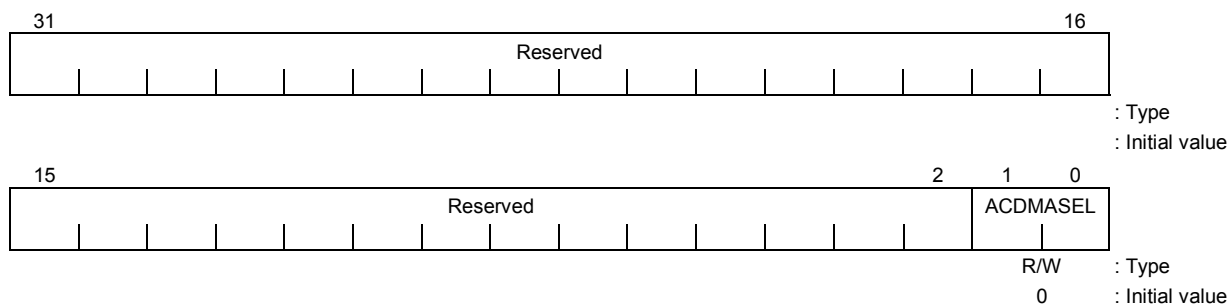 31 16
Reserved
: Type
: Initial value
15 2 1 0
Reserved ACDMASEL
R/W : Type
0 : Initial value